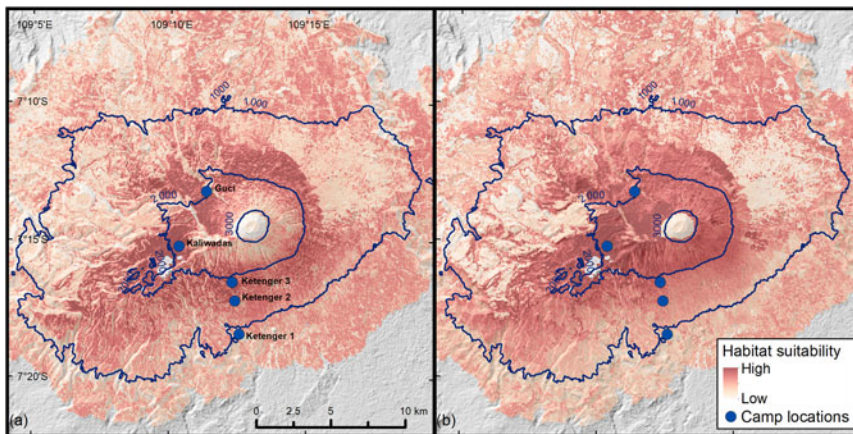 109°5'E
109°10'E
109°15'E
7°10'S
7°15'S
7°20'S
1000
1.000
2.000
3000
Guci
Kaliwadas
Ketenger 3
Ketenger 2
Ketenger 1
(a)
0 2.5 5 10 km
1000
1.000
2.000
3000
(b)
Habitat suitability
High
Low
Camp locations